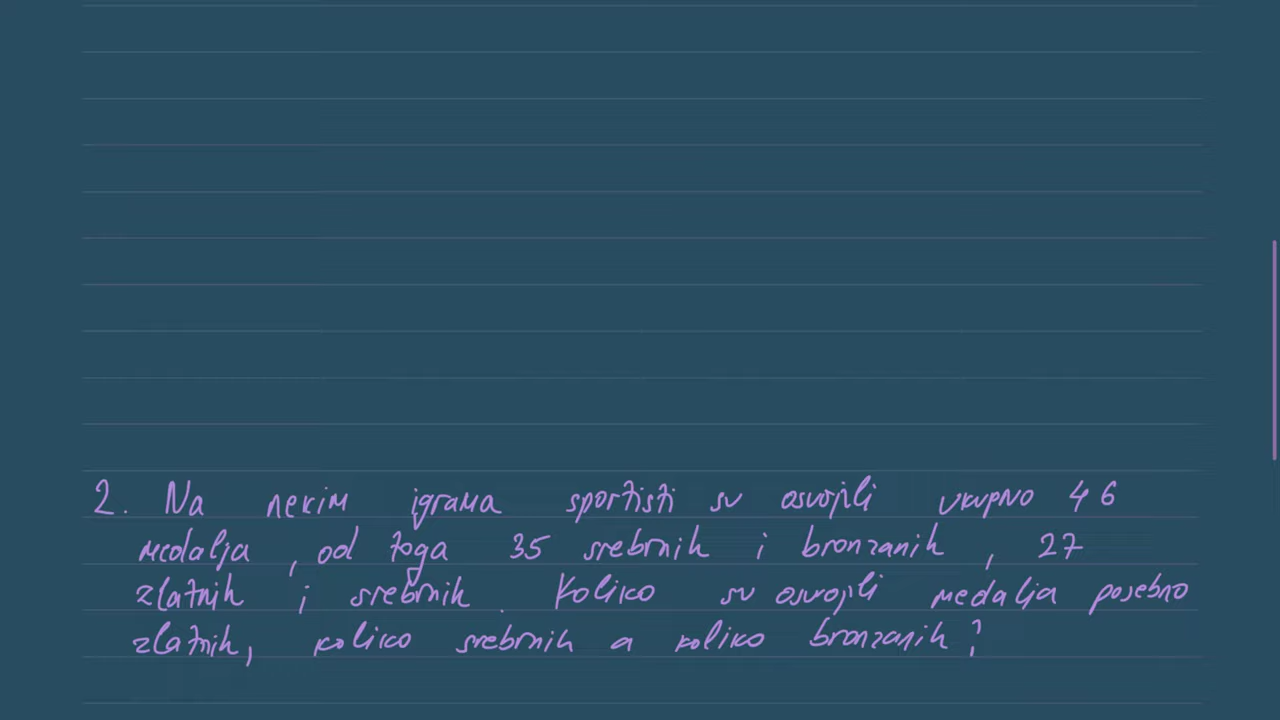 2. Na nekim igrama sportisti su osvojili ukupno 46
medalja, od toga 35 srebrnih i bronzanih, 27
zlatnih i srebrnih. Koliko su osvojili medalja posebno
zlatnih, koliko srebrnih a koliko bronzanih?